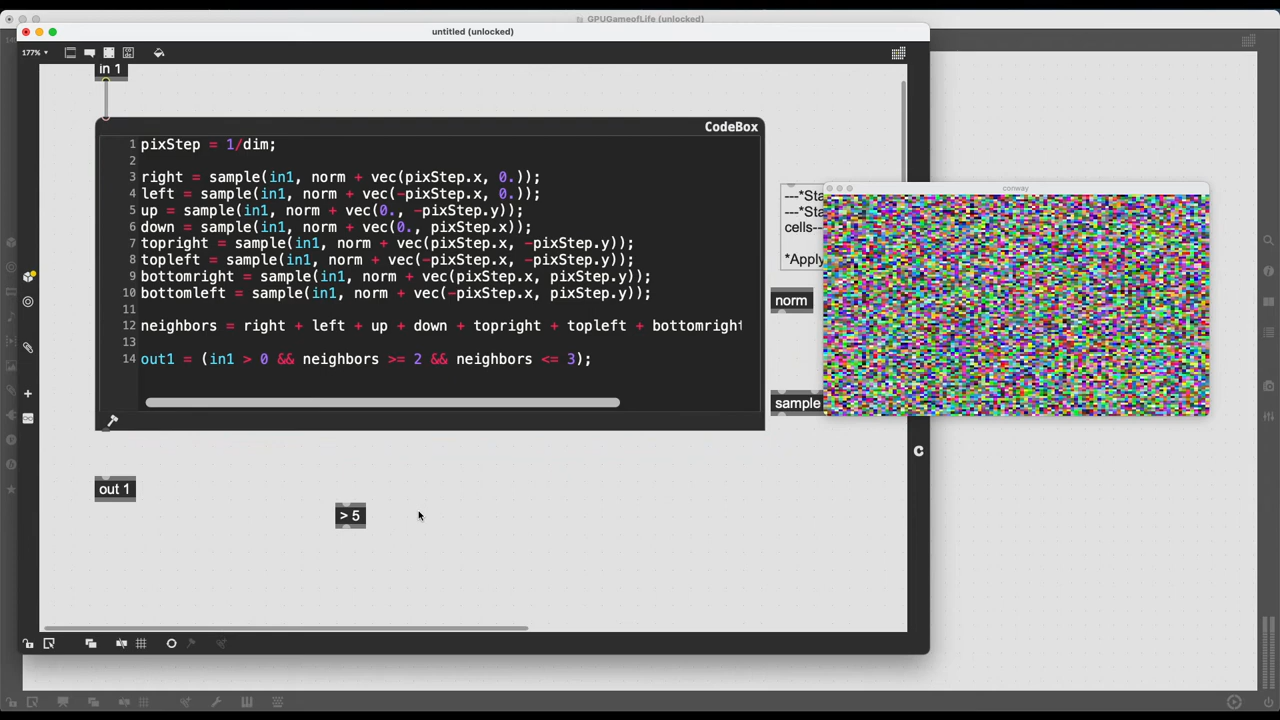 GPUGameofLife (unlocked)
untitled (unlocked)
177%
in 1
CodeBox
1 pixStep = 1/dim;
2
3 right = sample(in1, norm + vec(pixStep.x, 0.));
4 left = sample(in1, norm + vec(-pixStep.x, 0.));
5 up = sample(in1, norm + vec(0., -pixStep.y));
6 down = sample(in1, norm + vec(0., pixStep.x));
7 topright = sample(in1, norm + vec(pixStep.x, -pixStep.y));
8 topleft = sample(in1, norm + vec(-pixStep.x, -pixStep.y));
9 bottomright = sample(in1, norm + vec(pixStep.x, pixStep.y));
10 bottomleft = sample(in1, norm + vec(-pixStep.x, pixStep.y));
11
12 neighbors = right + left + up + down + topright + topleft + bottomright
13
14 out1 = (in1 > 0 && neighbors >= 2 && neighbors <= 3);
conway
---*Sta
---*Sta
cells--
*Apply
norm
sample
C
out 1
> 5